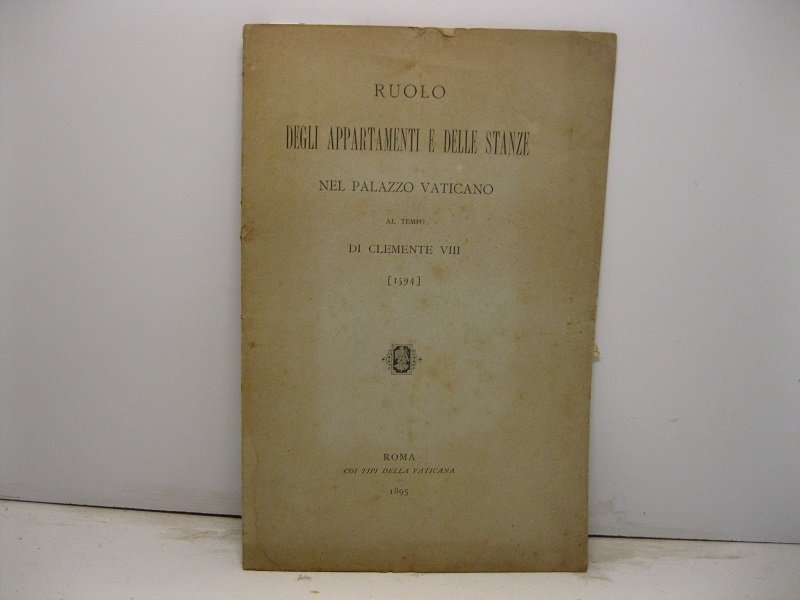 RUOLO
DEGLI APPARTAMENTI E DELLE STANZE
NEL PALAZZO VATICANO
AL TEMPO
DI CLEMENTE VIII
[1594]
ROMA
COI TIPI DELLA VATICANA
1895